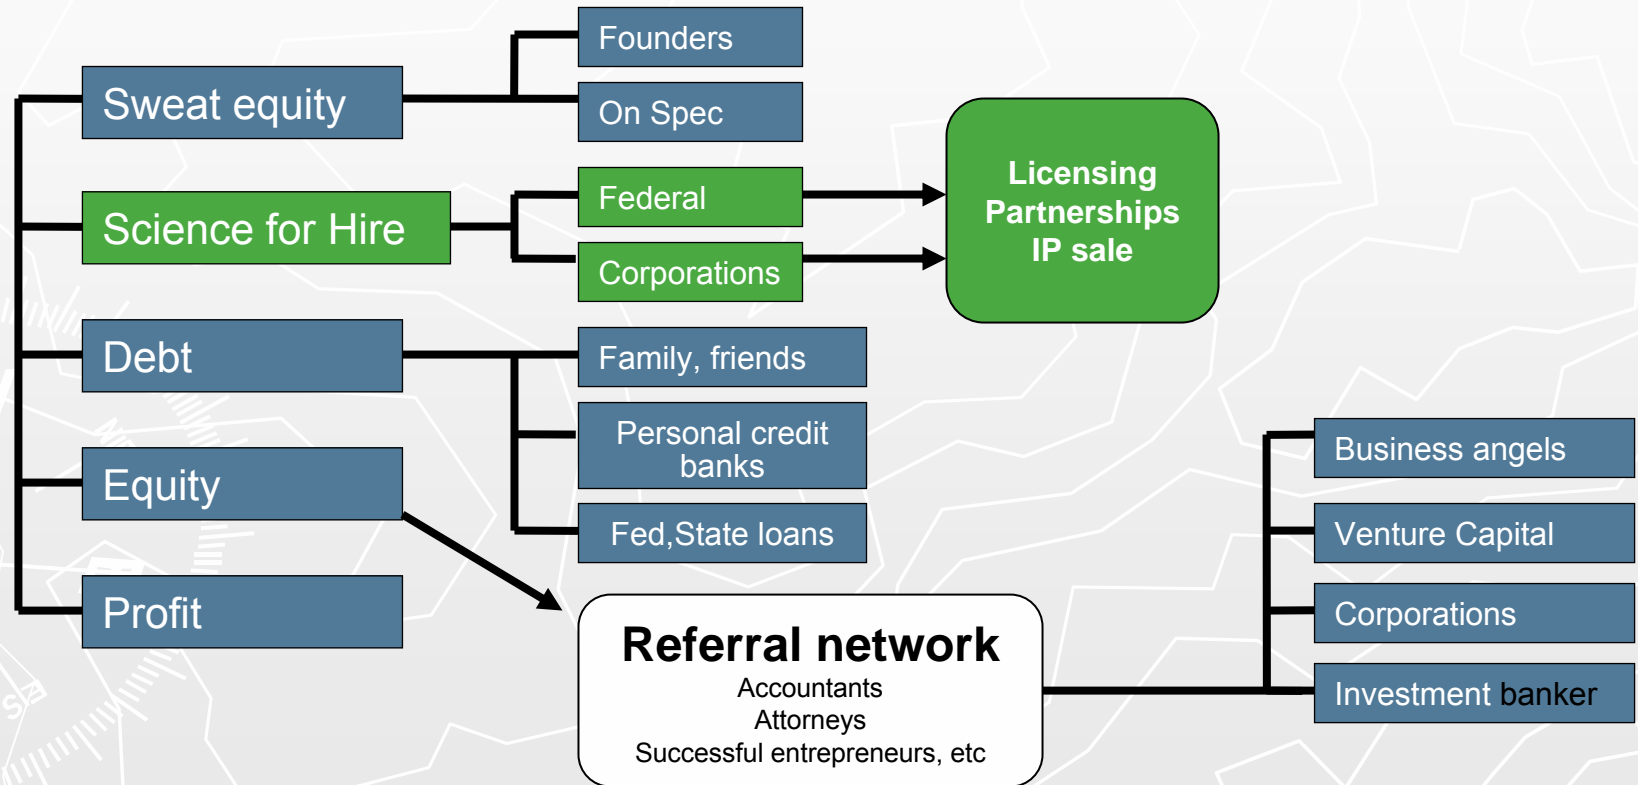 Founders
Sweat equity
On Spec
Licensing
Partnerships
IP sale
Federal
Science for Hire
Corporations
Debt
Family, friends
Personal credit
banks
Business angels
Equity
Fed,State loans
Venture Capital
Profit
Corporations
Referral network
Accountants
Attorneys
Successful entrepreneurs, etc
Investment banker